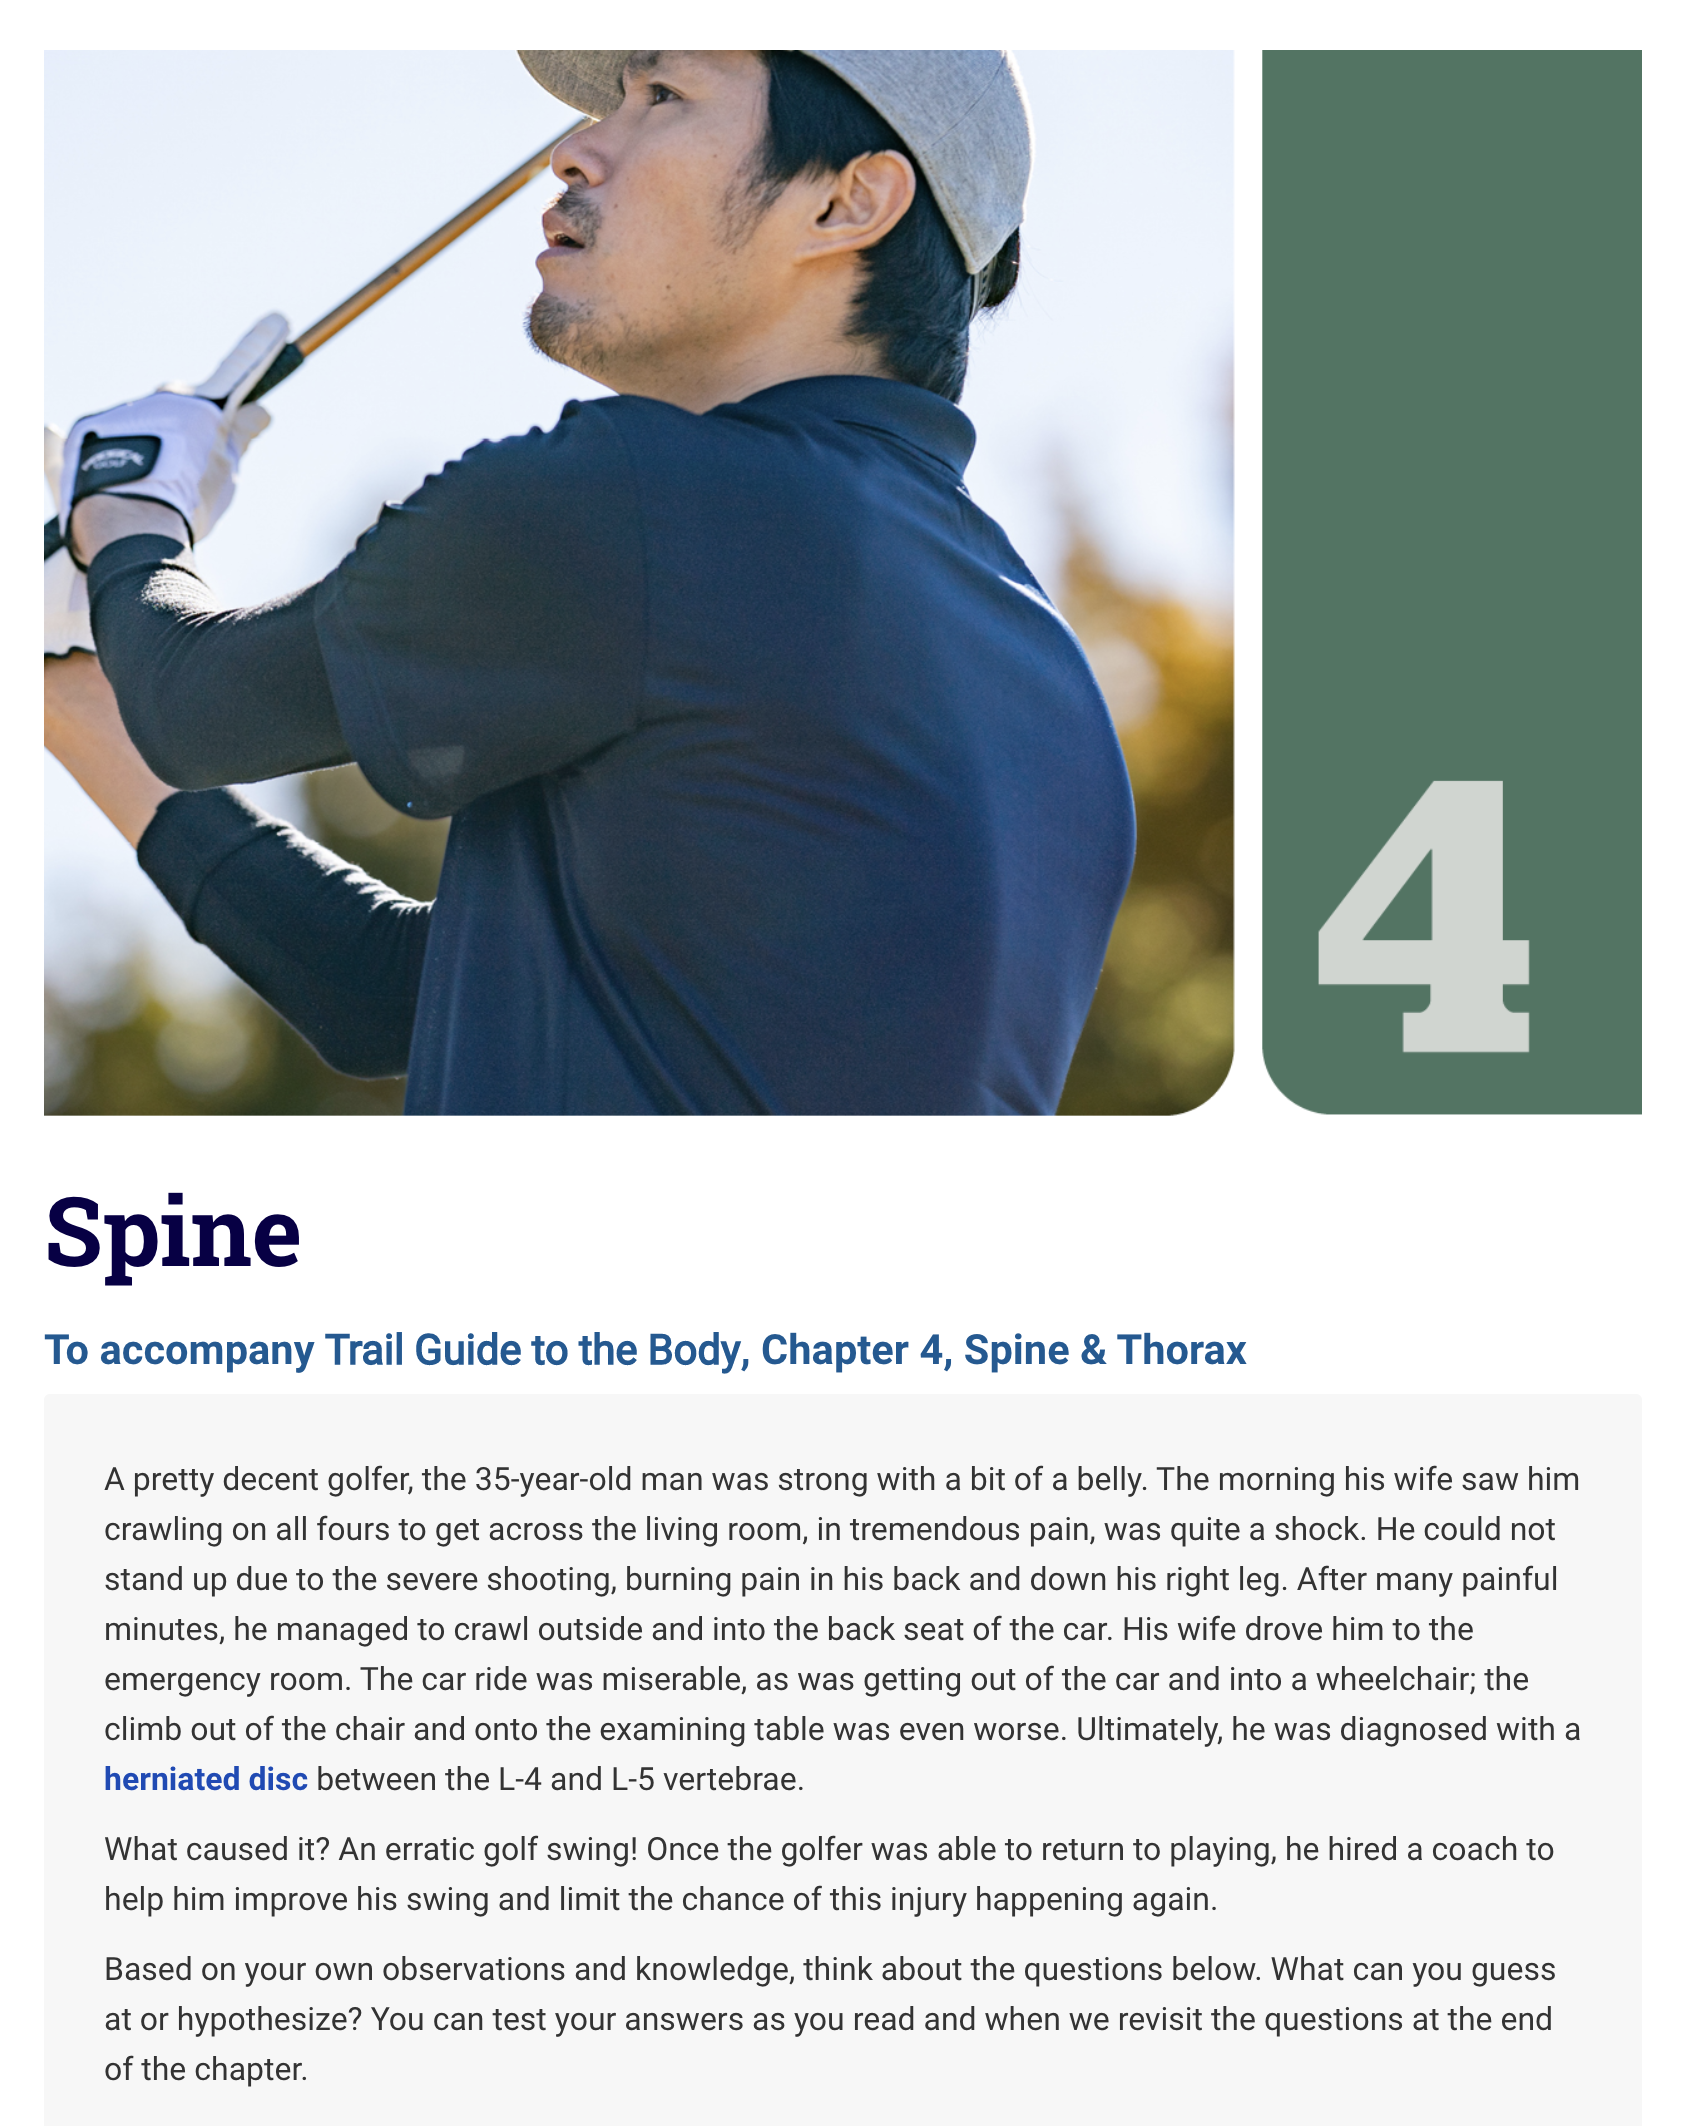 GOLF
4
Spine
To accompany Trail Guide to the Body, Chapter 4, Spine & Thorax
A pretty decent golfer, the 35-year-old man was strong with a bit of a belly. The morning his wife saw him
crawling on all fours to get across the living room, in tremendous pain, was quite a shock. He could not
stand up due to the severe shooting, burning pain in his back and down his right leg. After many painful
minutes, he managed to crawl outside and into the back seat of the car. His wife drove him to the
emergency room. The car ride was miserable, as was getting out of the car and into a wheelchair; the
climb out of the chair and onto the examining table was even worse. Ultimately, he was diagnosed with a
herniated disc between the L-4 and L-5 vertebrae.
What caused it? An erratic golf swing! Once the golfer was able to return to playing, he hired a coach to
help him improve his swing and limit the chance of this injury happening again.
Based on your own observations and knowledge, think about the questions below. What can you guess
at or hypothesize? You can test your answers as you read and when we revisit the questions at the end
of the chapter.